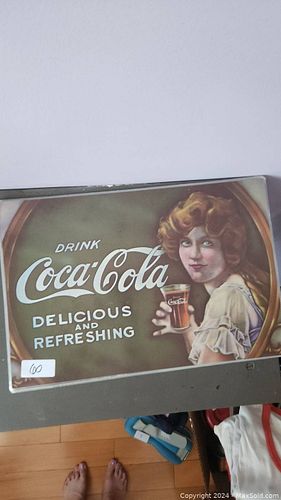 DRINK
Coca-Cola
DELICIOUS
AND
REFRESHING
60
Coca-Cola
Copyright 2024 - MaxSold.com